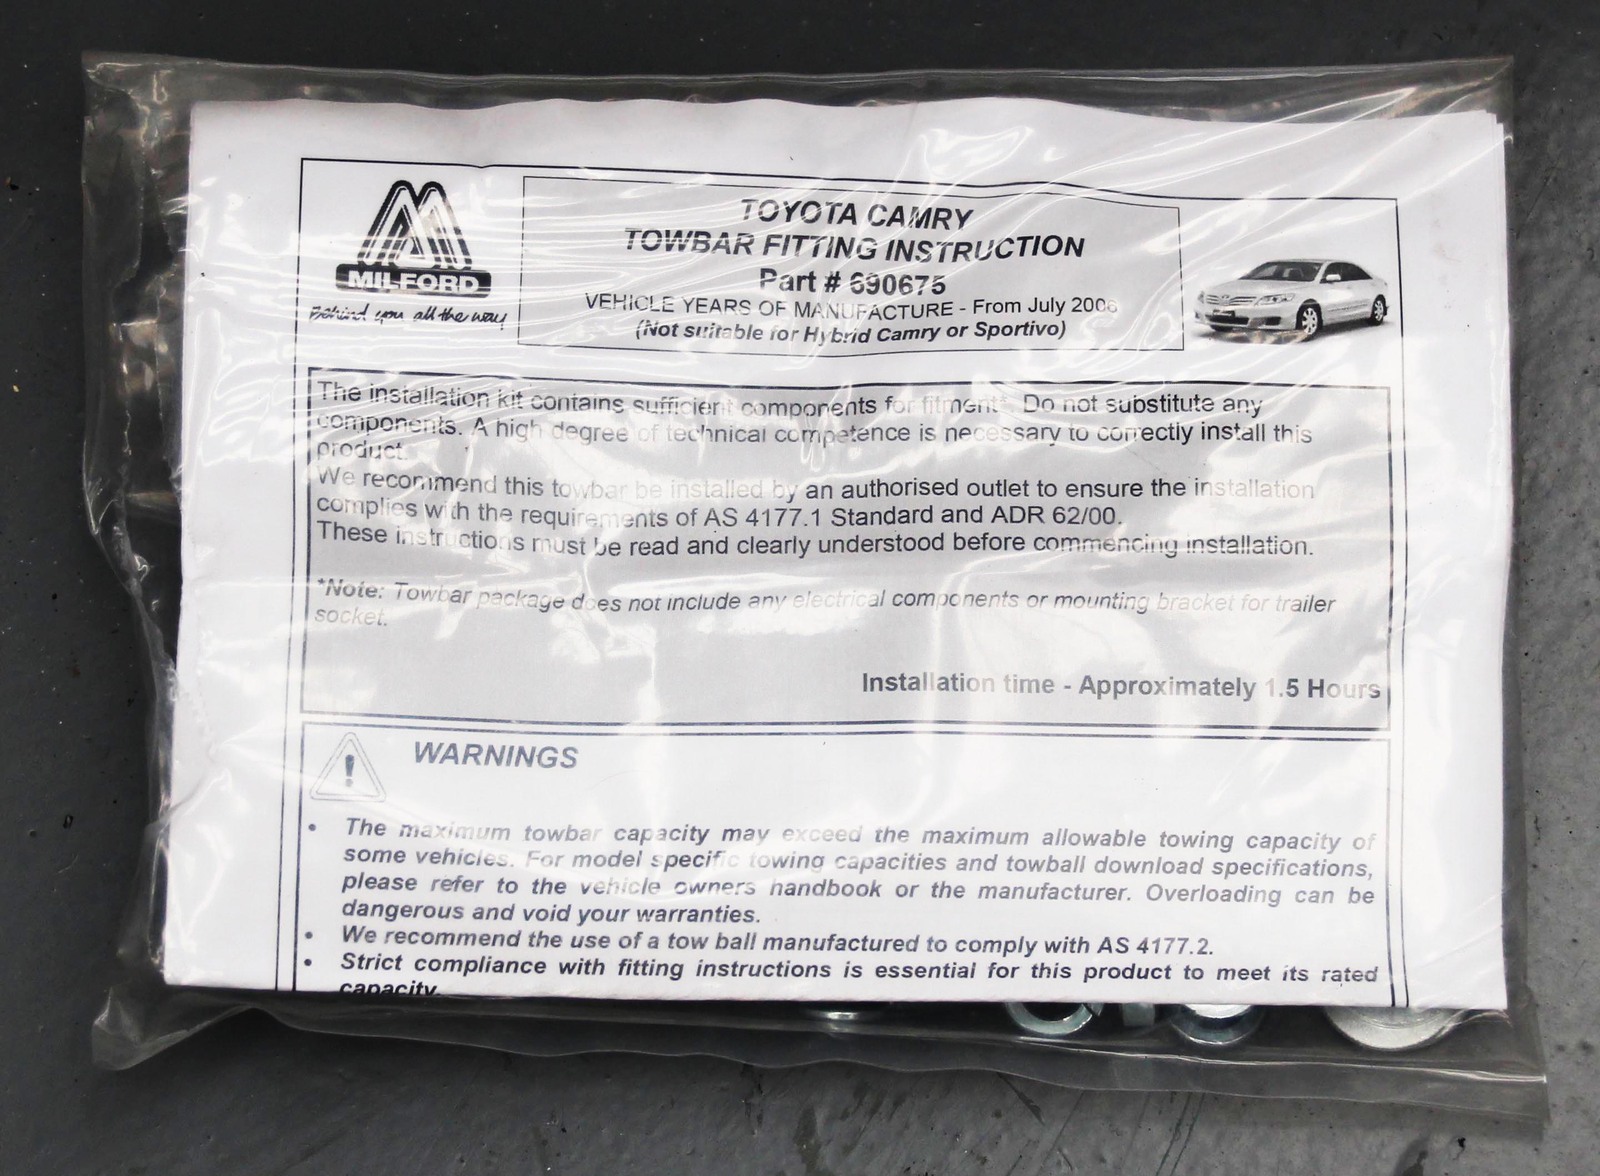 MILFORD
Behind you all the way
TOYOTA CAMRY
TOWBAR FITTING INSTRUCTION
Part # 690675
VEHICLE YEARS OF MANUFACTURE - From July 2006
(Not suitable for Hybrid Camry or Sportivo)
The installation kit contains sufficient components for fitment*. Do not substitute any
components. A high degree of technical competence is necessary to correctly install this
product.
We recommend this towbar be installed by an authorised outlet to ensure the installation
complies with the requirements of AS 4177.1 Standard and ADR 62/00.
These instructions must be read and clearly understood before commencing installation.
*Note: Towbar package does not include any electrical components or mounting bracket for trailer
socket.
Installation time - Approximately 1.5 Hours
! WARNINGS
• The maximum towbar capacity may exceed the maximum allowable towing capacity of
some vehicles. For model specific towing capacities and towball download specifications,
please refer to the vehicle owners handbook or the manufacturer. Overloading can be
dangerous and void your warranties.
• We recommend the use of a tow ball manufactured to comply with AS 4177.2.
• Strict compliance with fitting instructions is essential for this product to meet its rated
capacity.